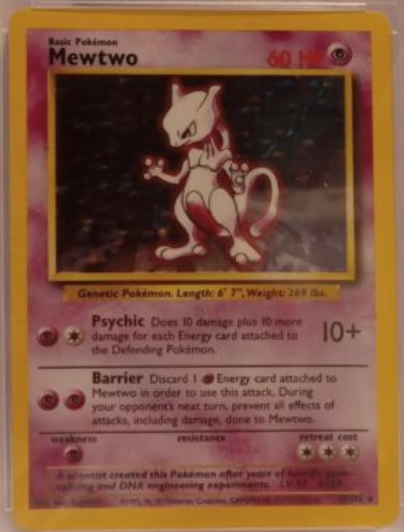 Basic Pokémon
Mewtwo 60 HP
Genetic Pokémon. Length: 6' 7", Weight: 269 lbs.
Psychic Does 10 damage plus 10 more
damage for each Energy card attached to
the Defending Pokémon.
10+
Barrier Discard 1 Energy card attached to
Mewtwo in order to use this attack. During
your opponent's next turn, prevent all effects of
attacks, including damage, done to Mewtwo.
weakness resistance retreat cost
A scientist created this Pokémon after years of
splicing and DNA engineering experiments. LV. 53